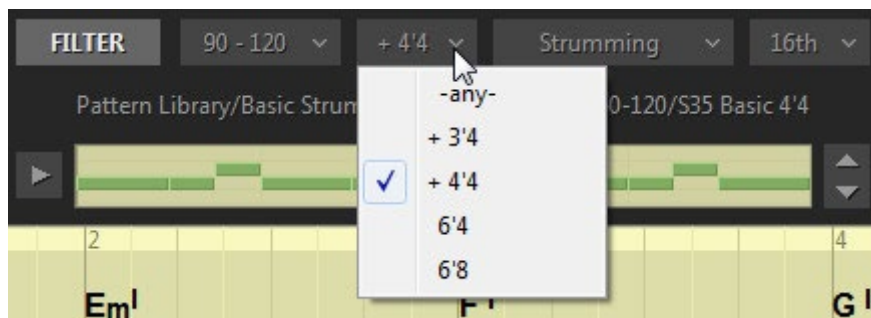 FILTER 90 - 120 + 4'4 Strumming 16th
-any-
Pattern Library/Basic Strum 0-120/S35 Basic 4'4
+ 3'4
+ 4'4
6'4
2 4
6'8
Em I F I G I